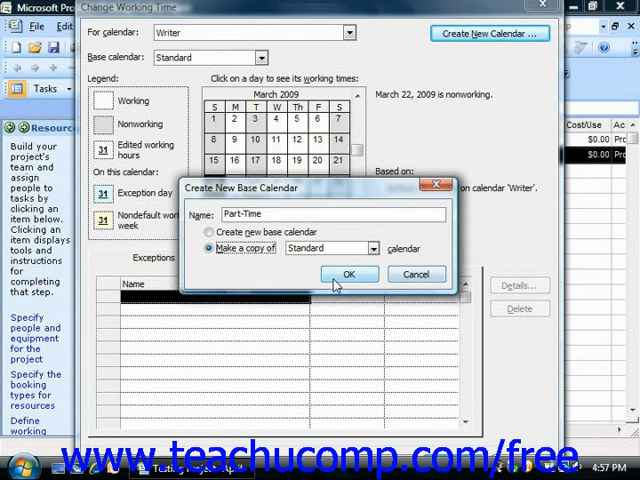 Microsoft Pro
Change Working Time
File
Edit
For calendar:
Writer
Create New Calendar ...
Base calendar:
Standard
Tasks
Legend:
Click on a day to see its working times:
Working
Nonworking
31 Edited working hours
On this calendar:
31 Exception day
31 Nondefault work week
March 2009
S M T W T F S
1 2 3 4 5 6 7
8 9 10 11 12 13 14
15 16 17 18 19 20 21
March 22, 2009 is nonworking.
Based on:
on calendar 'Writer'.
Cost/Use
Ac
$0.00 Pro
$0.00 Pro
Resourc
Build your
project's
team and
assign
people to
tasks by
clicking an
item below.
Clicking an
item displays
tools and
instructions
for
completing
that step.
Specify
people and
equipment
for the
project
Specify the
booking
types for
resources
Define
working
Create New Base Calendar
Name:
Part-Time
Create new base calendar
Make a copy of
Standard
calendar
OK
Cancel
Exceptions
Name
Details...
Delete
www.teachucomp.com/free
4:57 PM